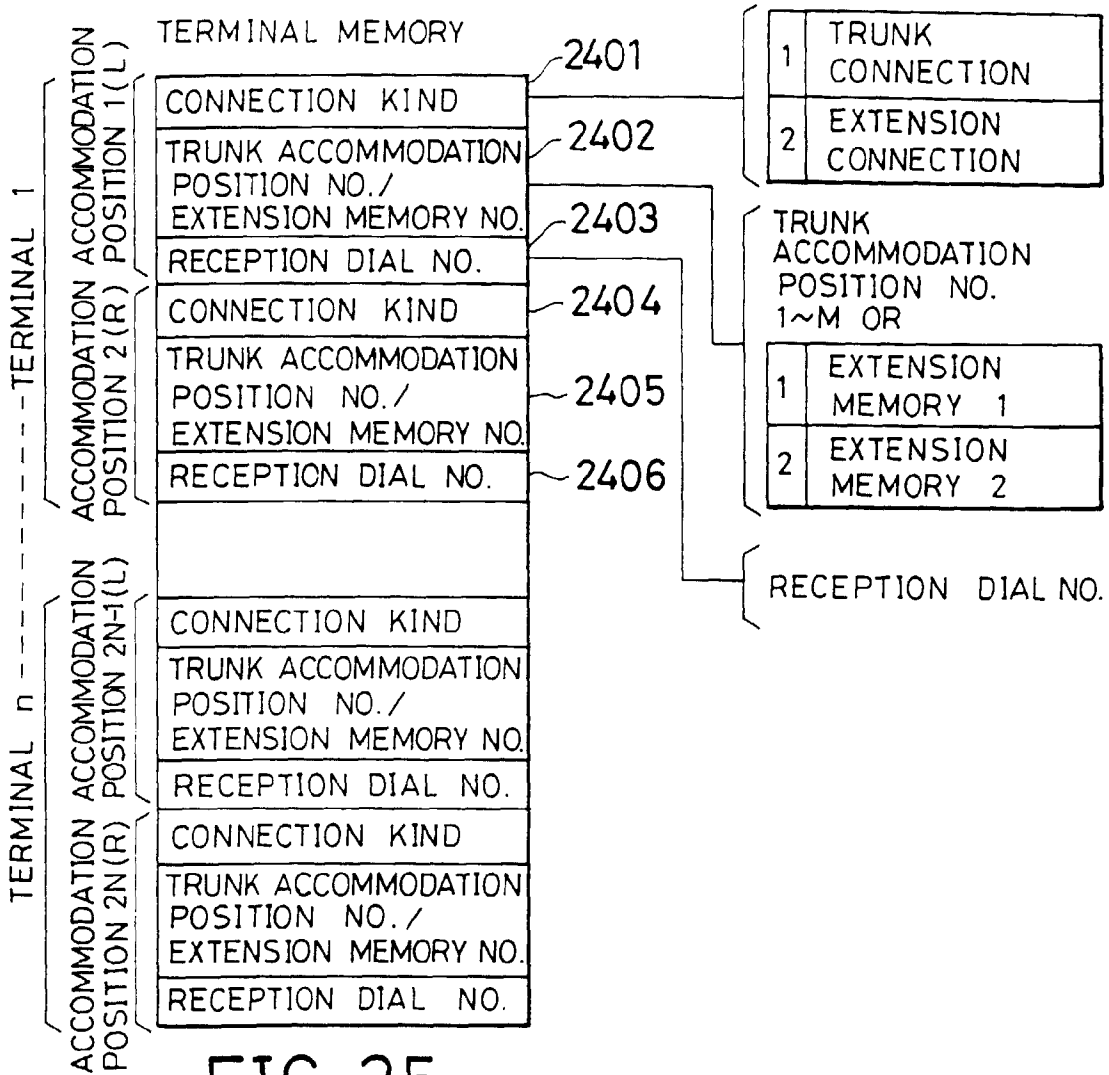 TERMINAL MEMORY
TERMINAL 1
ACCOMMODATION
POSITION 1(L)
CONNECTION KIND
2401
TRUNK ACCOMMODATION
POSITION NO./
EXTENSION MEMORY NO.
2402
RECEPTION DIAL NO.
2403
ACCOMMODATION
POSITION 2(R)
CONNECTION KIND
2404
TRUNK ACCOMMODATION
POSITION NO./
EXTENSION MEMORY NO.
2405
RECEPTION DIAL NO.
2406
TERMINAL n
ACCOMMODATION
POSITION 2N-1(L)
CONNECTION KIND
TRUNK ACCOMMODATION
POSITION NO./
EXTENSION MEMORY NO.
RECEPTION DIAL NO.
ACCOMMODATION
POSITION 2N(R)
CONNECTION KIND
TRUNK ACCOMMODATION
POSITION NO./
EXTENSION MEMORY NO.
RECEPTION DIAL NO.
1 TRUNK
CONNECTION
2 EXTENSION
CONNECTION
TRUNK
ACCOMMODATION
POSITION NO.
1~M OR
1 EXTENSION
MEMORY 1
2 EXTENSION
MEMORY 2
RECEPTION DIAL NO.